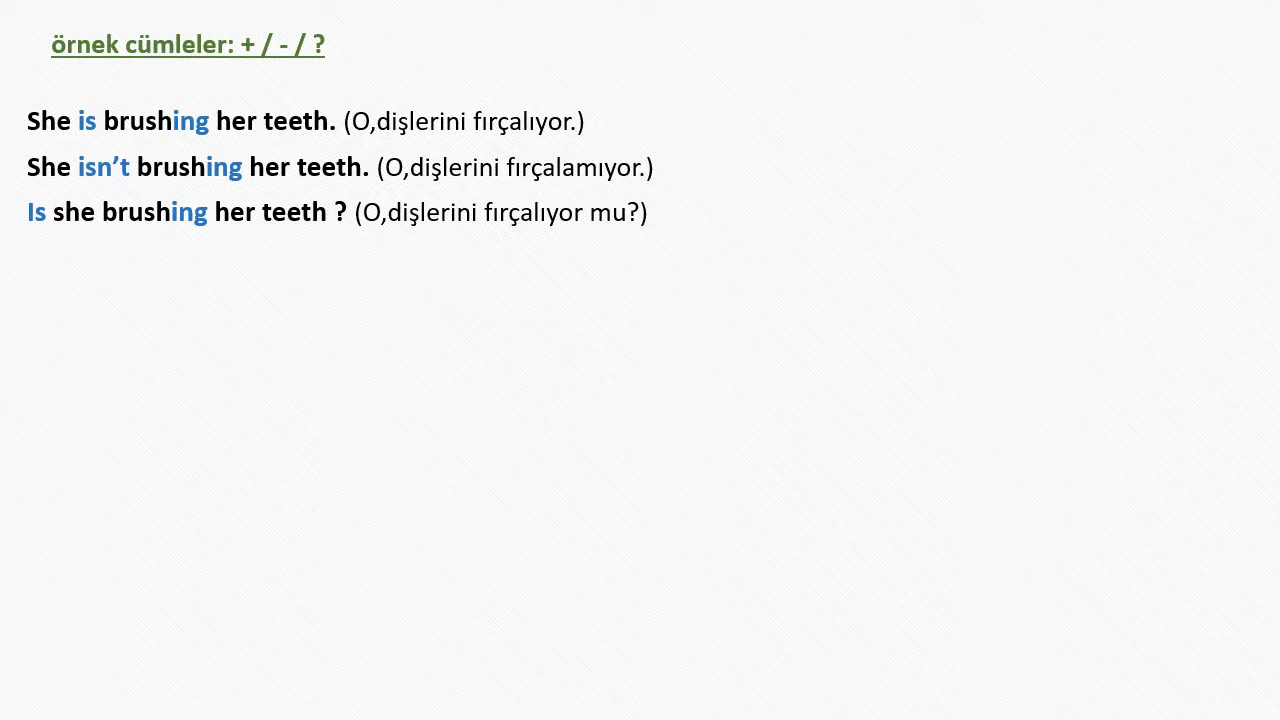 örnek cümleler: + / - / ?
She is brushing her teeth. (O,dişlerini fırçalıyor.)
She isn’t brushing her teeth. (O,dişlerini fırçalamıyor.)
Is she brushing her teeth ? (O,dişlerini fırçalıyor mu?)